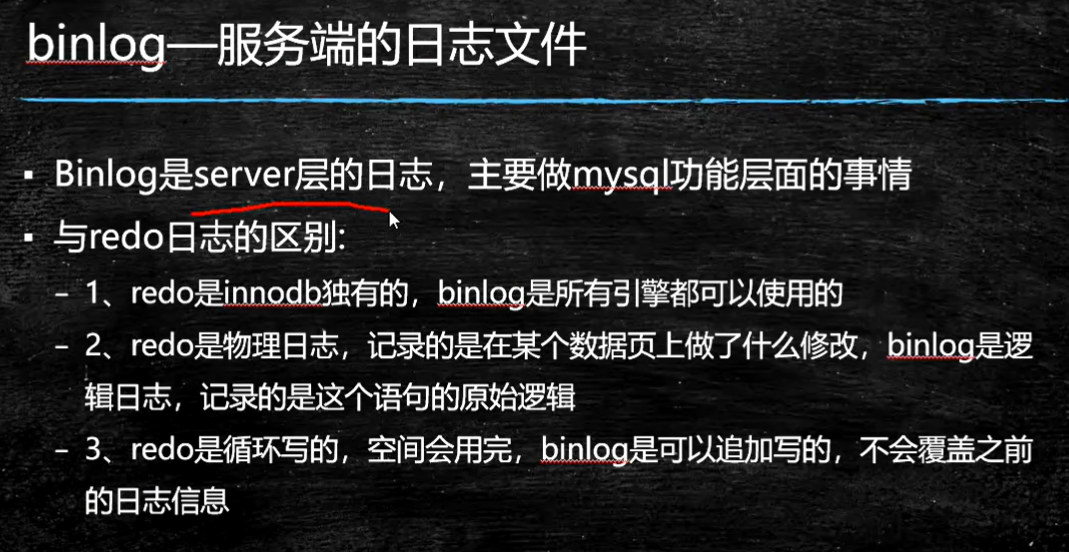 binlog—服务端的日志文件
▪ Binlog是server层的日志，主要做mysql功能层面的事情
▪ 与redo日志的区别:
– 1、redo是innodb独有的，binlog是所有引擎都可以使用的
– 2、redo是物理日志，记录的是在某个数据页上做了什么修改，binlog是逻
辑日志，记录的是这个语句的原始逻辑
– 3、redo是循环写的，空间会用完，binlog是可以追加写的，不会覆盖之前
的日志信息